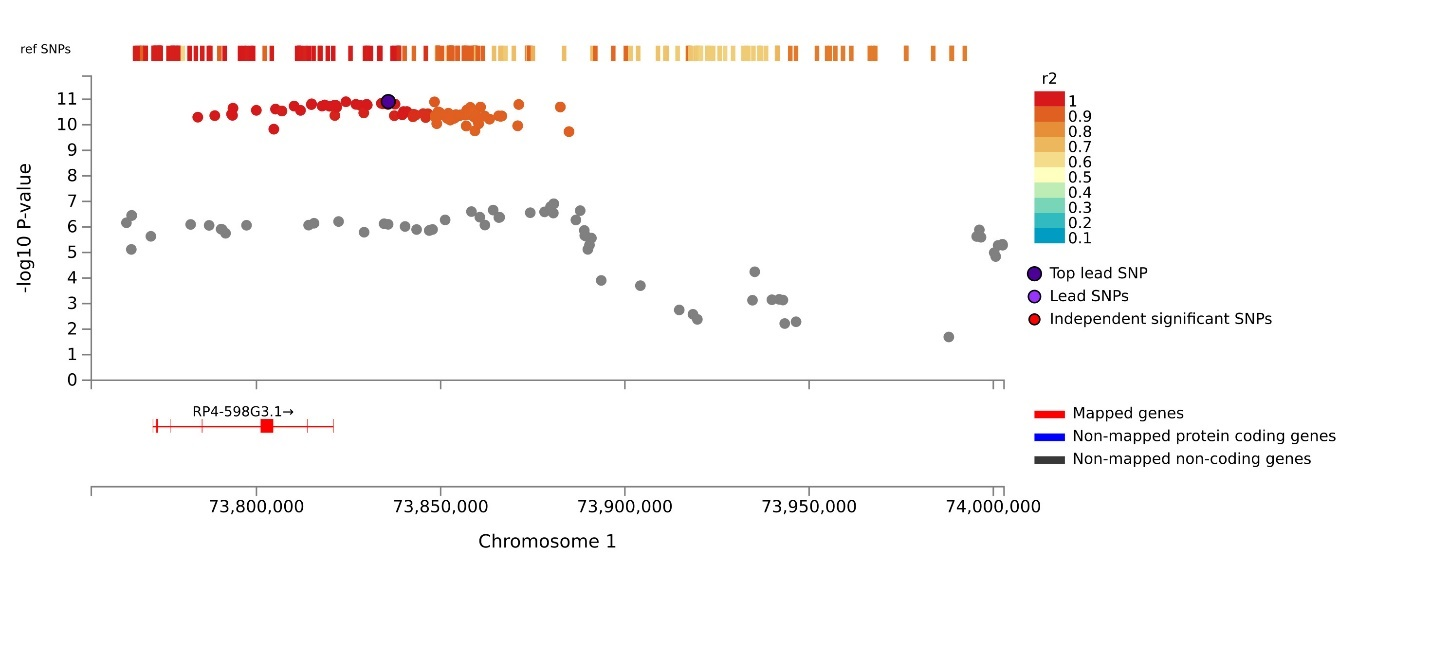 ref SNPs
r2
1
0.9
0.8
0.7
0.6
0.5
0.4
0.3
0.2
0.1
-log10 P-value
11
10
9
8
7
6
5
4
3
2
1
0
Top lead SNP
Lead SNPs
Independent significant SNPs
RP4-598G3.1→
Mapped genes
Non-mapped protein coding genes
Non-mapped non-coding genes
73,800,000 73,850,000 73,900,000 73,950,000 74,000,000
Chromosome 1